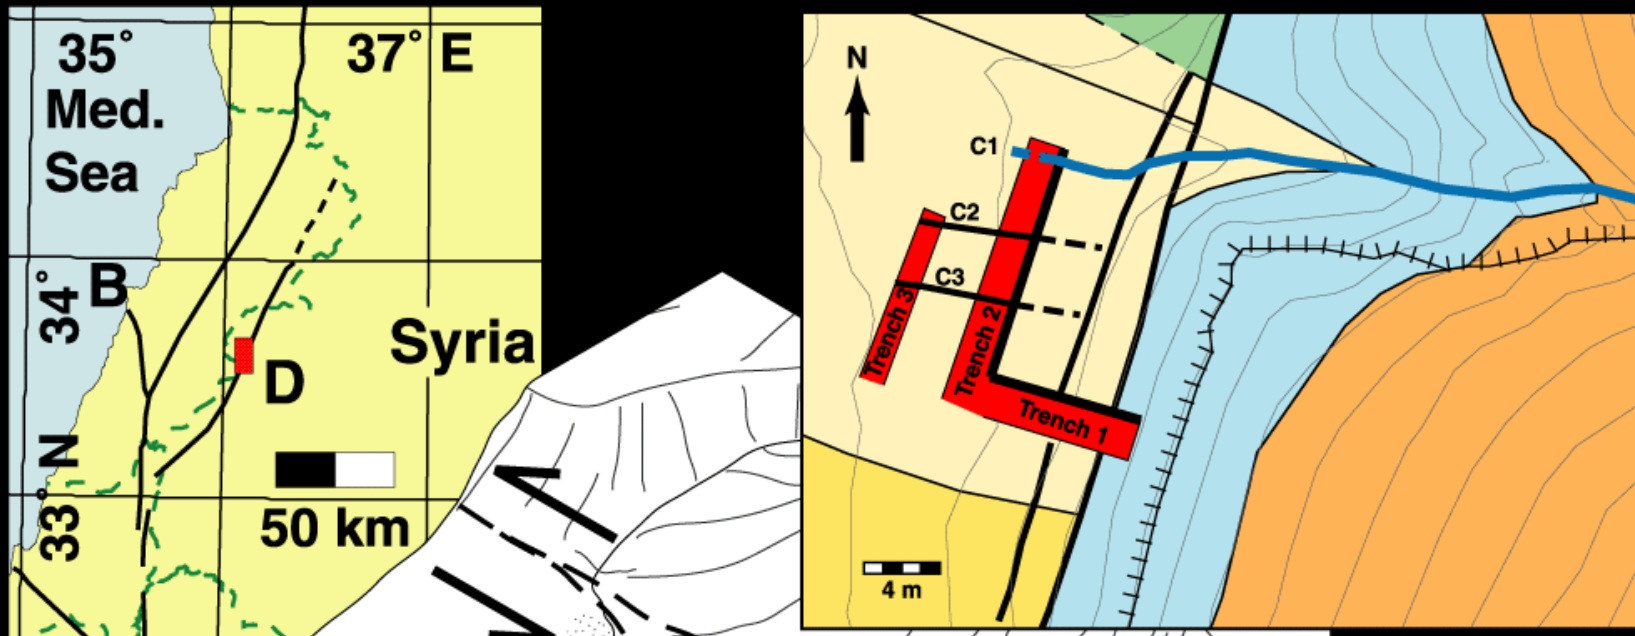 35° 37° E
Med.
Sea
34°
B
Syria
D
33° N
50 km
N
C1
C2
C3
Trench 3
Trench 2
Trench 1
4 m